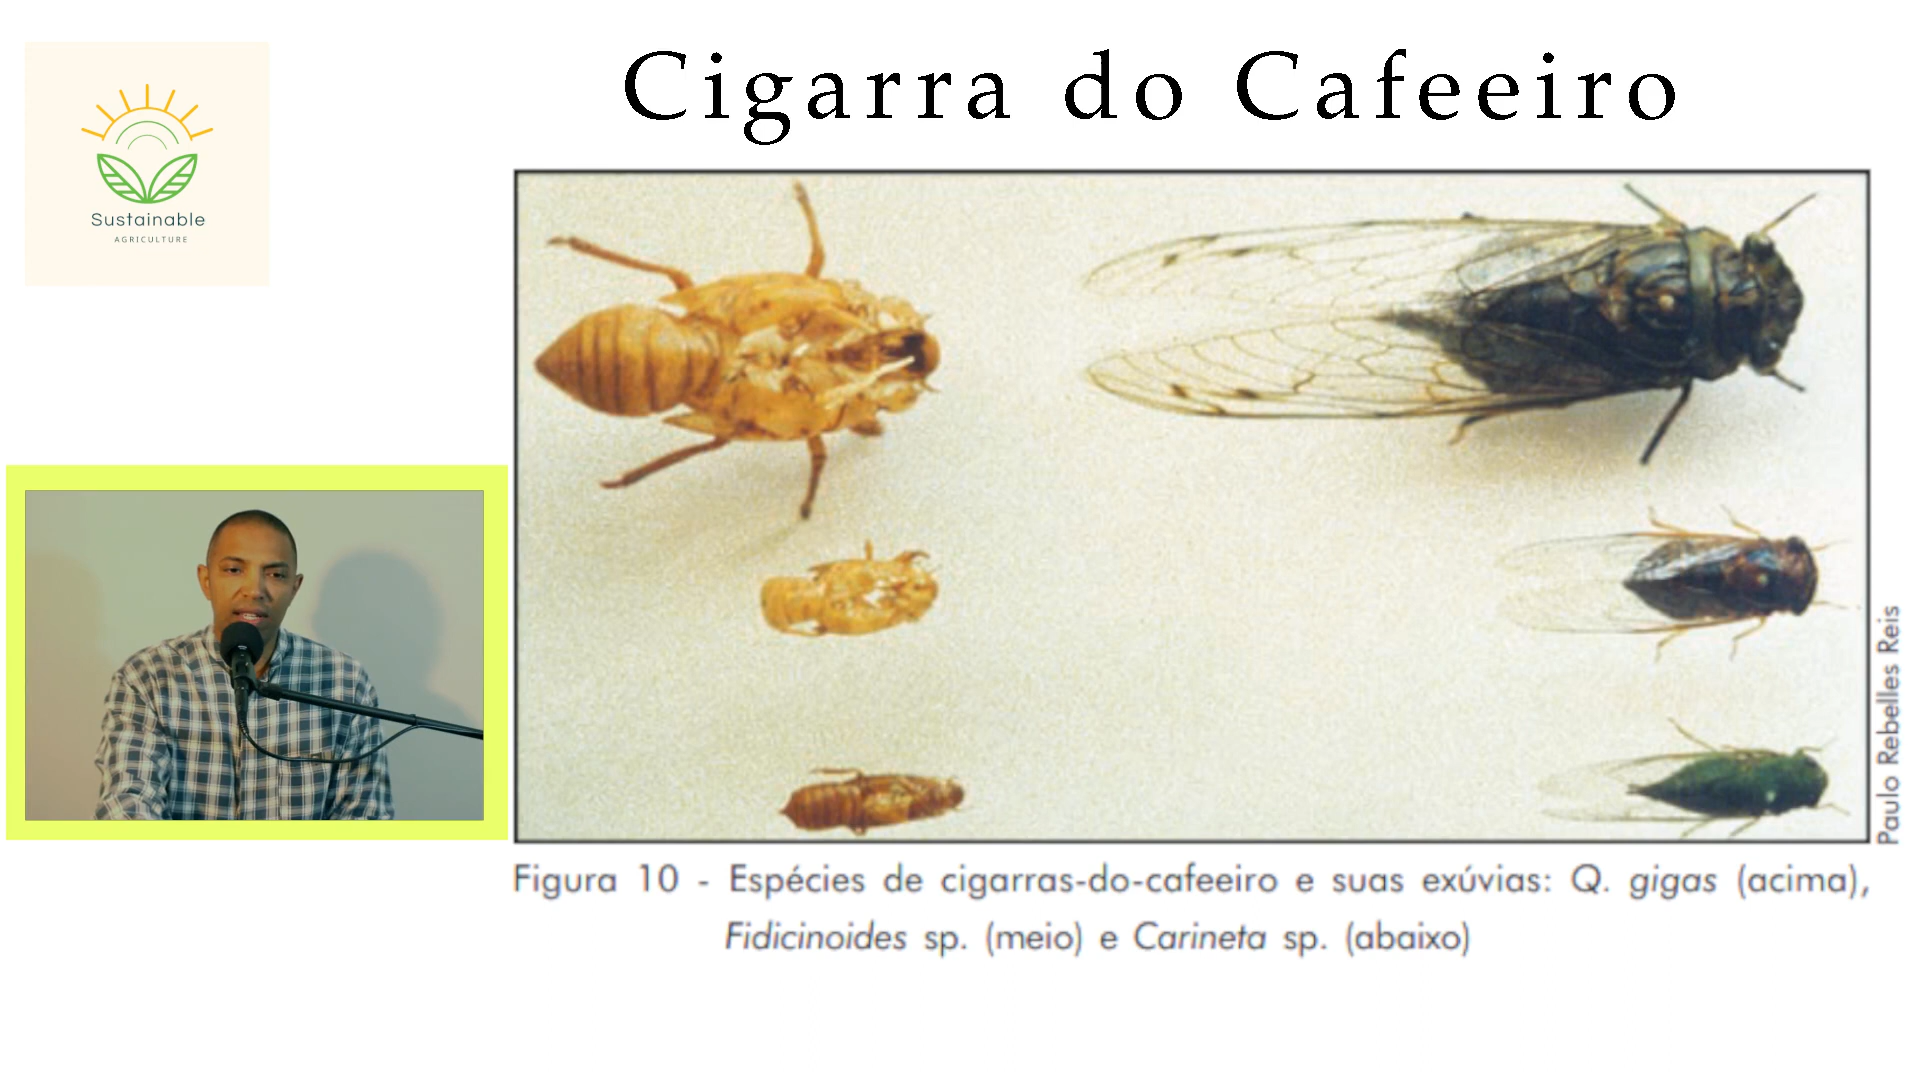 Cigarra do Cafeeiro
Sustainable
AGRICULTURE
Paulo Rebelles Reis
Figura 10 - Espécies de cigarras-do-cafeeiro e suas exúvias: Q. gigas (acima),
Fidicinoides sp. (meio) e Carineta sp. (abaixo)